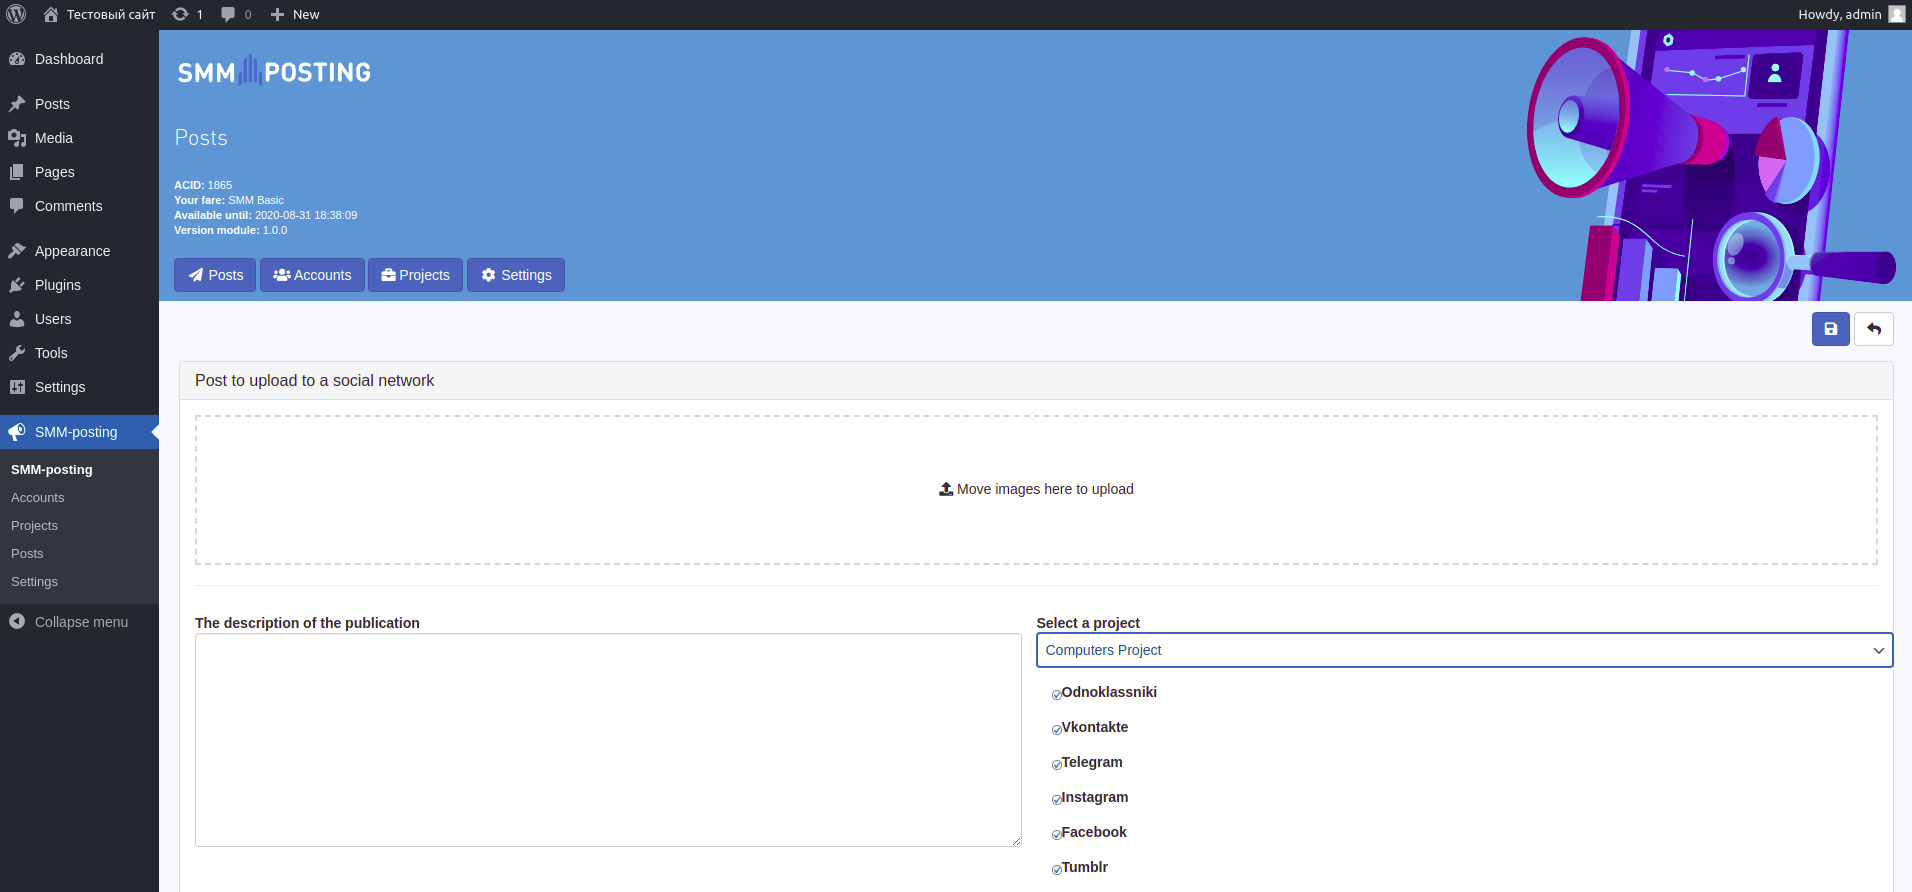 Тестовый сайт 1 0 New Howdy, admin
Dashboard
Posts
Media
Pages
Comments
Appearance
Plugins
Users
Tools
Settings
SMM-posting
SMM-posting
Accounts
Projects
Posts
Settings
Collapse menu
SMM POSTING
Posts
ACID: 1865
Your fare: SMM Basic
Available until: 2020-08-31 18:38:09
Version module: 1.0.0
Posts Accounts Projects Settings
Post to upload to a social network
Move images here to upload
The description of the publication
Select a project
Computers Project
Odnoklassniki
Vkontakte
Telegram
Instagram
Facebook
Tumblr